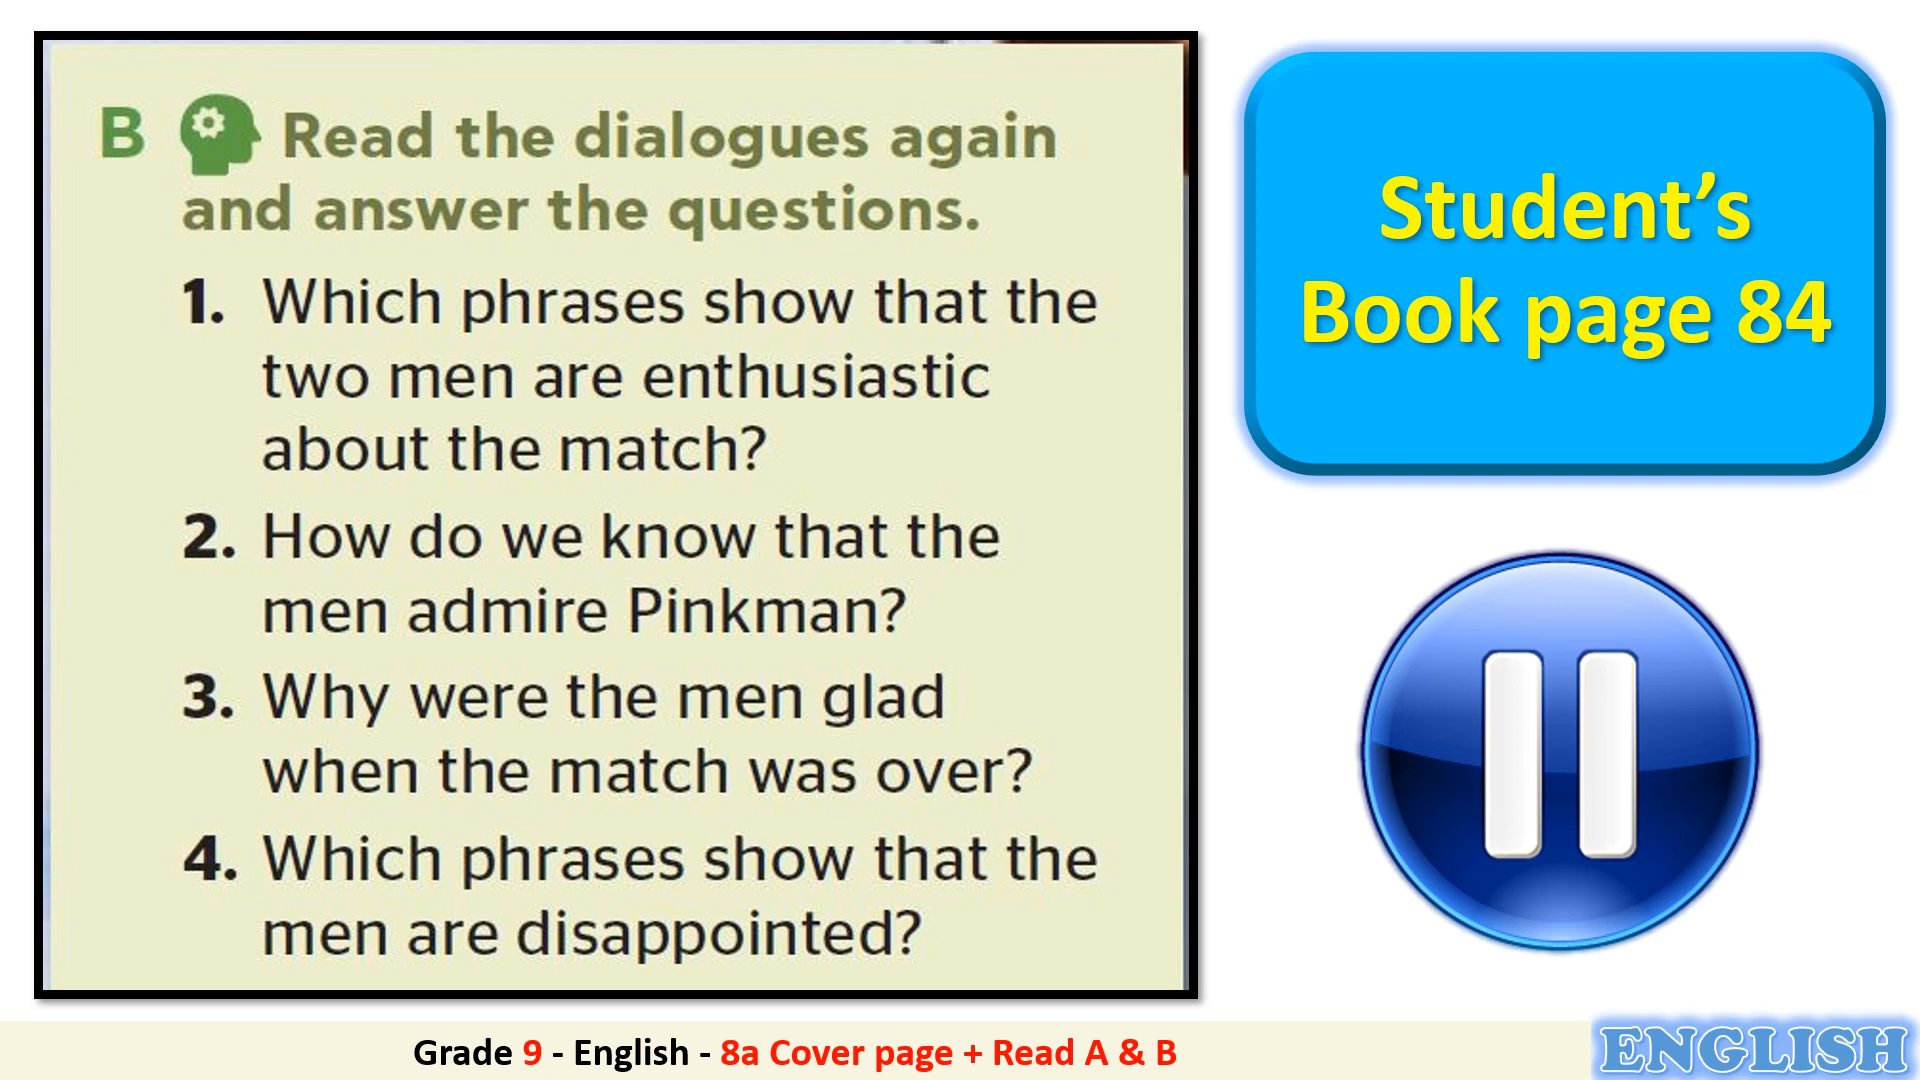 B Read the dialogues again
and answer the questions.
1. Which phrases show that the
two men are enthusiastic
about the match?
2. How do we know that the
men admire Pinkman?
3. Why were the men glad
when the match was over?
4. Which phrases show that the
men are disappointed?
Student’s
Book page 84
Grade 9 - English - 8a Cover page + Read A & B
ENGLISH